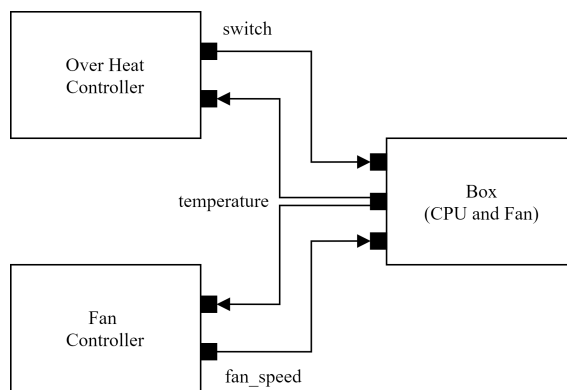 switch
Over Heat
Controller
temperature
Box
(CPU and Fan)
Fan
Controller
fan_speed